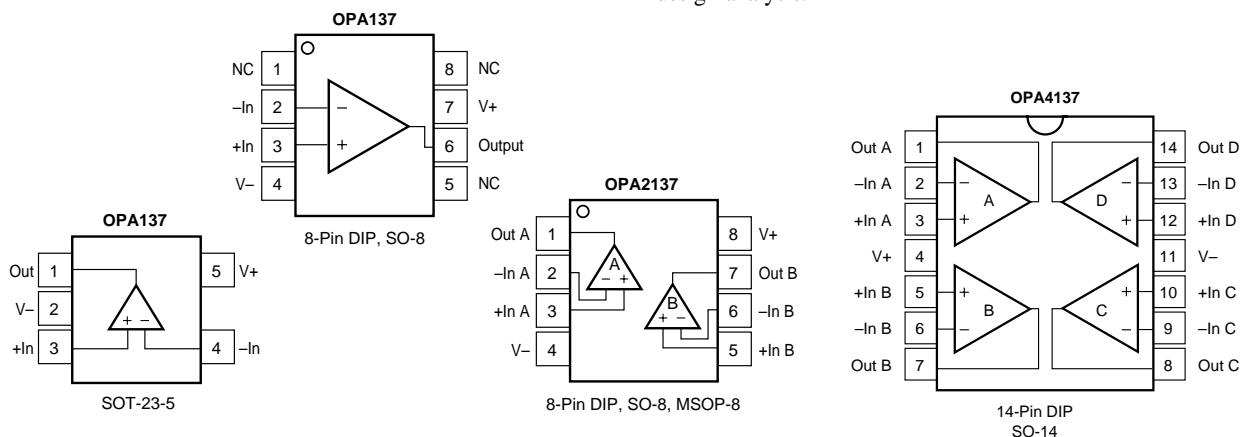 design analysis.
OPA137
NC 1 8 NC
–In 2 – 7 V+
+In 3 + 6 Output
V– 4 5 NC
8-Pin DIP, SO-8
OPA137
Out 1 5 V+
V– 2
+ –
+In 3 4 –In
SOT-23-5
OPA2137
Out A 1 8 V+
–In A 2 A – + 7 Out B
+In A 3 B + – 6 –In B
V– 4 5 +In B
8-Pin DIP, SO-8, MSOP-8
OPA4137
Out A 1 14 Out D
–In A 2 – – 13 –In D
A D
+In A 3 + + 12 +In D
V+ 4 11 V–
+In B 5 + + 10 +In C
B C
–In B 6 – – 9 –In C
Out B 7 8 Out C
14-Pin DIP
SO-14